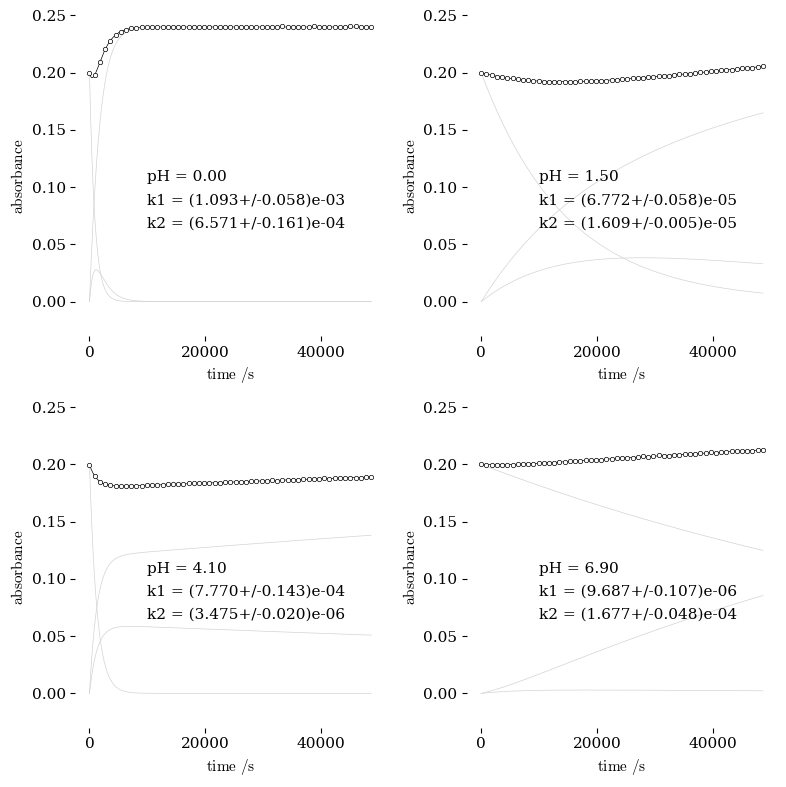 0.25
0.20
0.15
0.10
0.05
0.00
absorbance
pH = 0.00
k1 = (1.093+/-0.058)e-03
k2 = (6.571+/-0.161)e-04
0 20000 40000
time /s
0.25
0.20
0.15
0.10
0.05
0.00
absorbance
pH = 1.50
k1 = (6.772+/-0.058)e-05
k2 = (1.609+/-0.005)e-05
0 20000 40000
time /s
0.25
0.20
0.15
0.10
0.05
0.00
absorbance
pH = 4.10
k1 = (7.770+/-0.143)e-04
k2 = (3.475+/-0.020)e-06
0 20000 40000
time /s
0.25
0.20
0.15
0.10
0.05
0.00
absorbance
pH = 6.90
k1 = (9.687+/-0.107)e-06
k2 = (1.677+/-0.048)e-04
0 20000 40000
time /s